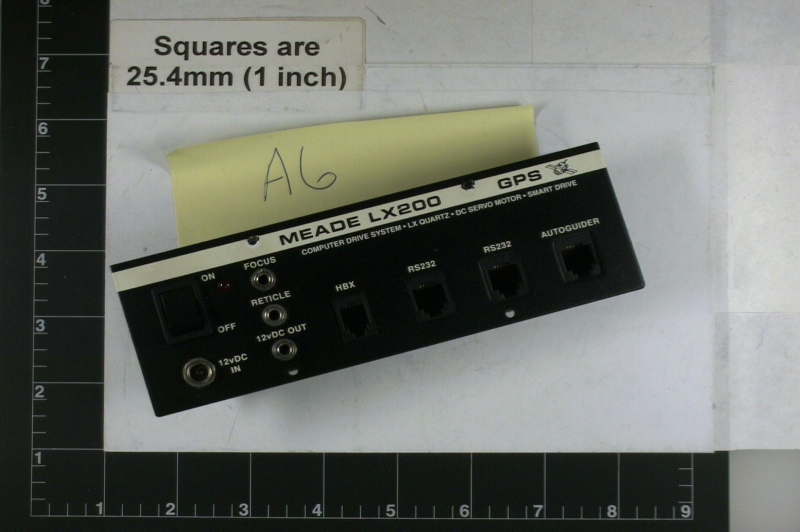 Squares are
25.4mm (1 inch)
A6
MEADE LX200 GPS
COMPUTER DRIVE SYSTEM • LX QUARTZ • DC SERVO MOTOR • SMART DRIVE
ON
OFF
12vDC
IN
FOCUS
RETICLE
12vDC OUT
HBX
RS232
RS232
AUTOGUIDER
7
6
5
4
3
2
1
1 2 3 4 5 6 7 8 9